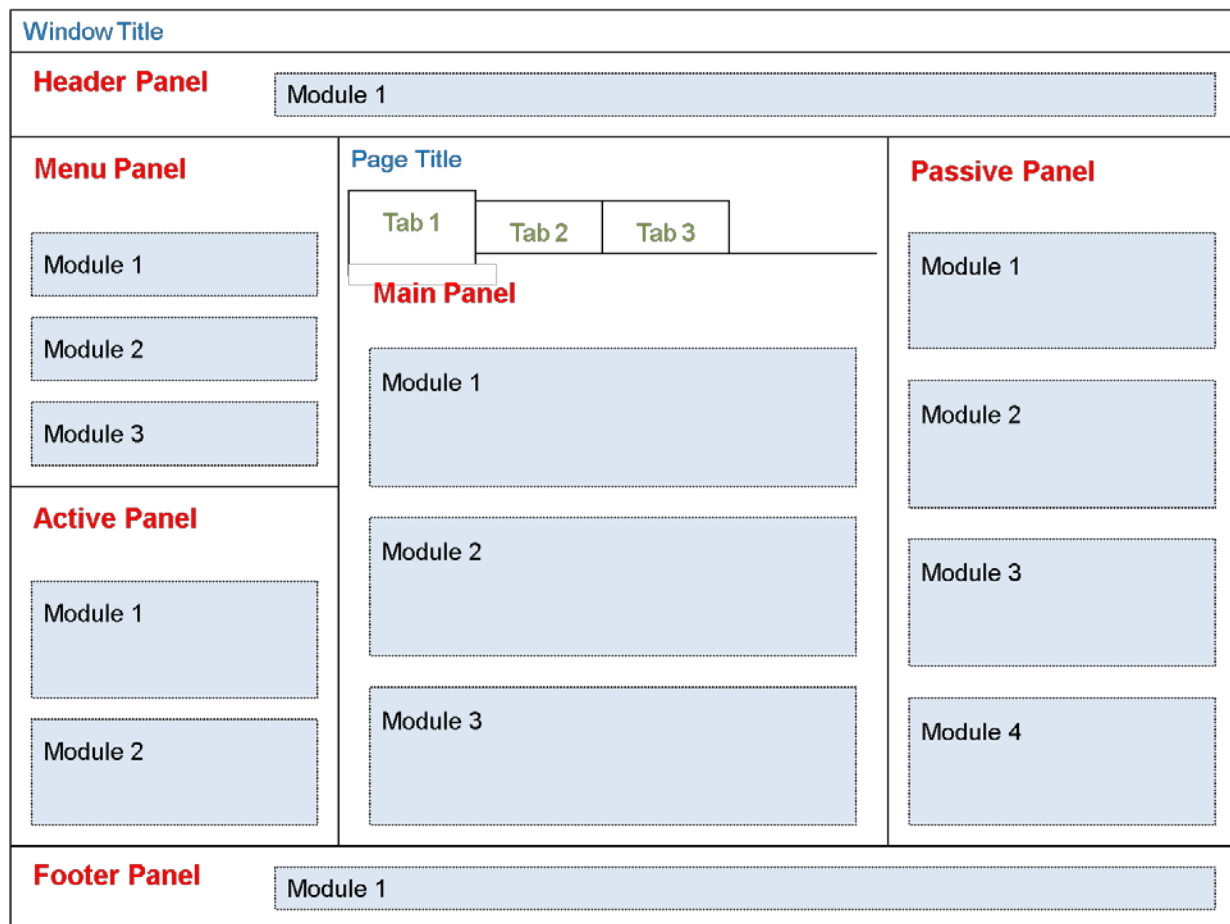 Window Title
Header Panel
Module 1
Menu Panel
Module 1
Module 2
Module 3
Active Panel
Module 1
Module 2
Page Title
Tab 1
Tab 2
Tab 3
Main Panel
Module 1
Module 2
Module 3
Passive Panel
Module 1
Module 2
Module 3
Module 4
Footer Panel
Module 1